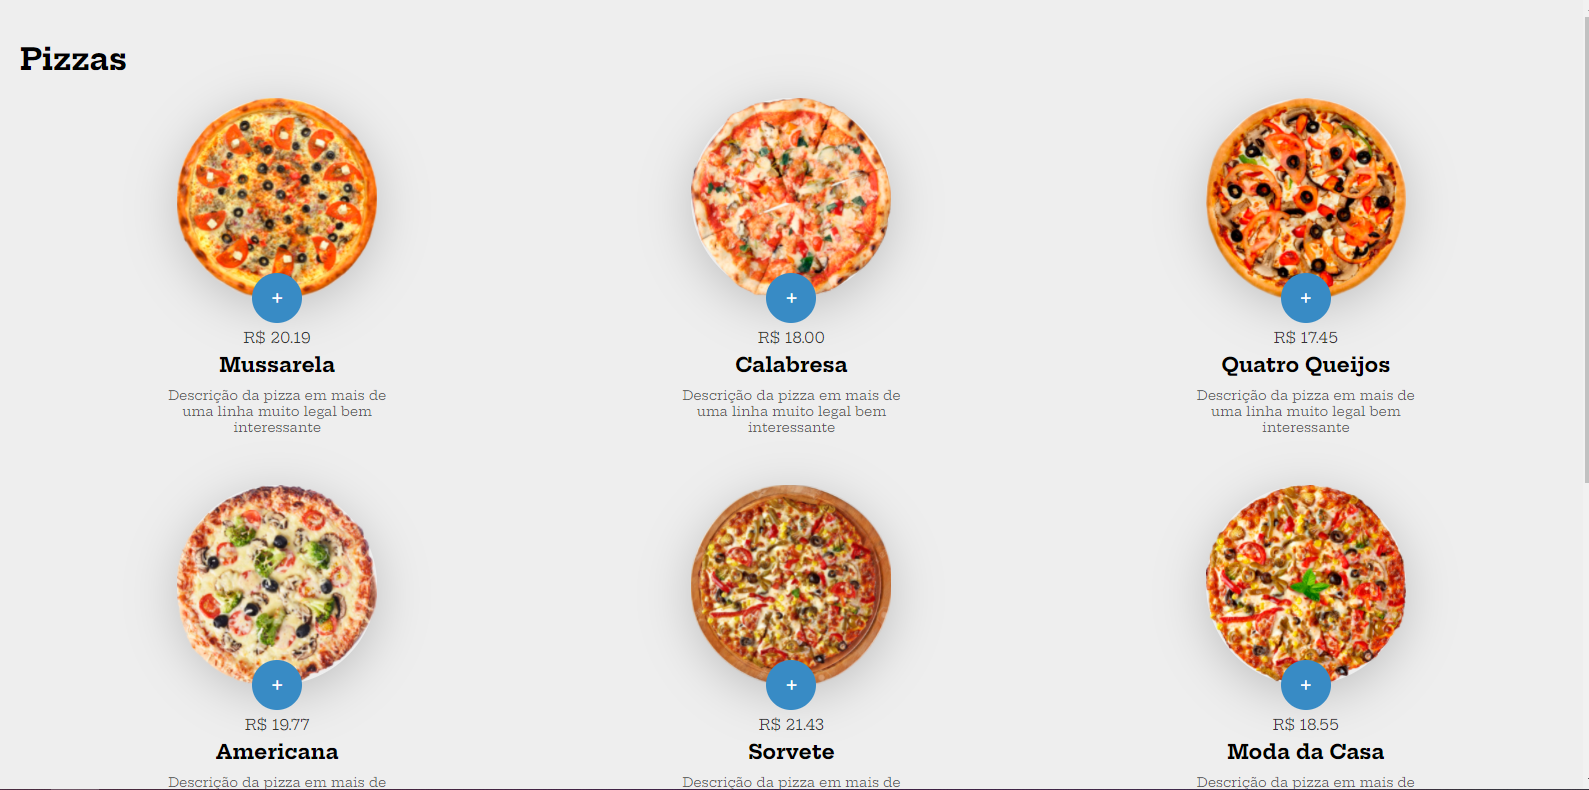 Pizzas
+
+
+
R$ 20.19
R$ 18.00
R$ 17.45
Mussarela
Calabresa
Quatro Queijos
Descrição da pizza em mais de
uma linha muito legal bem
interessante
Descrição da pizza em mais de
uma linha muito legal bem
interessante
Descrição da pizza em mais de
uma linha muito legal bem
interessante
+
+
+
R$ 19.77
R$ 21.43
R$ 18.55
Americana
Sorvete
Moda da Casa
Descrição da pizza em mais de
Descrição da pizza em mais de
Descrição da pizza em mais de